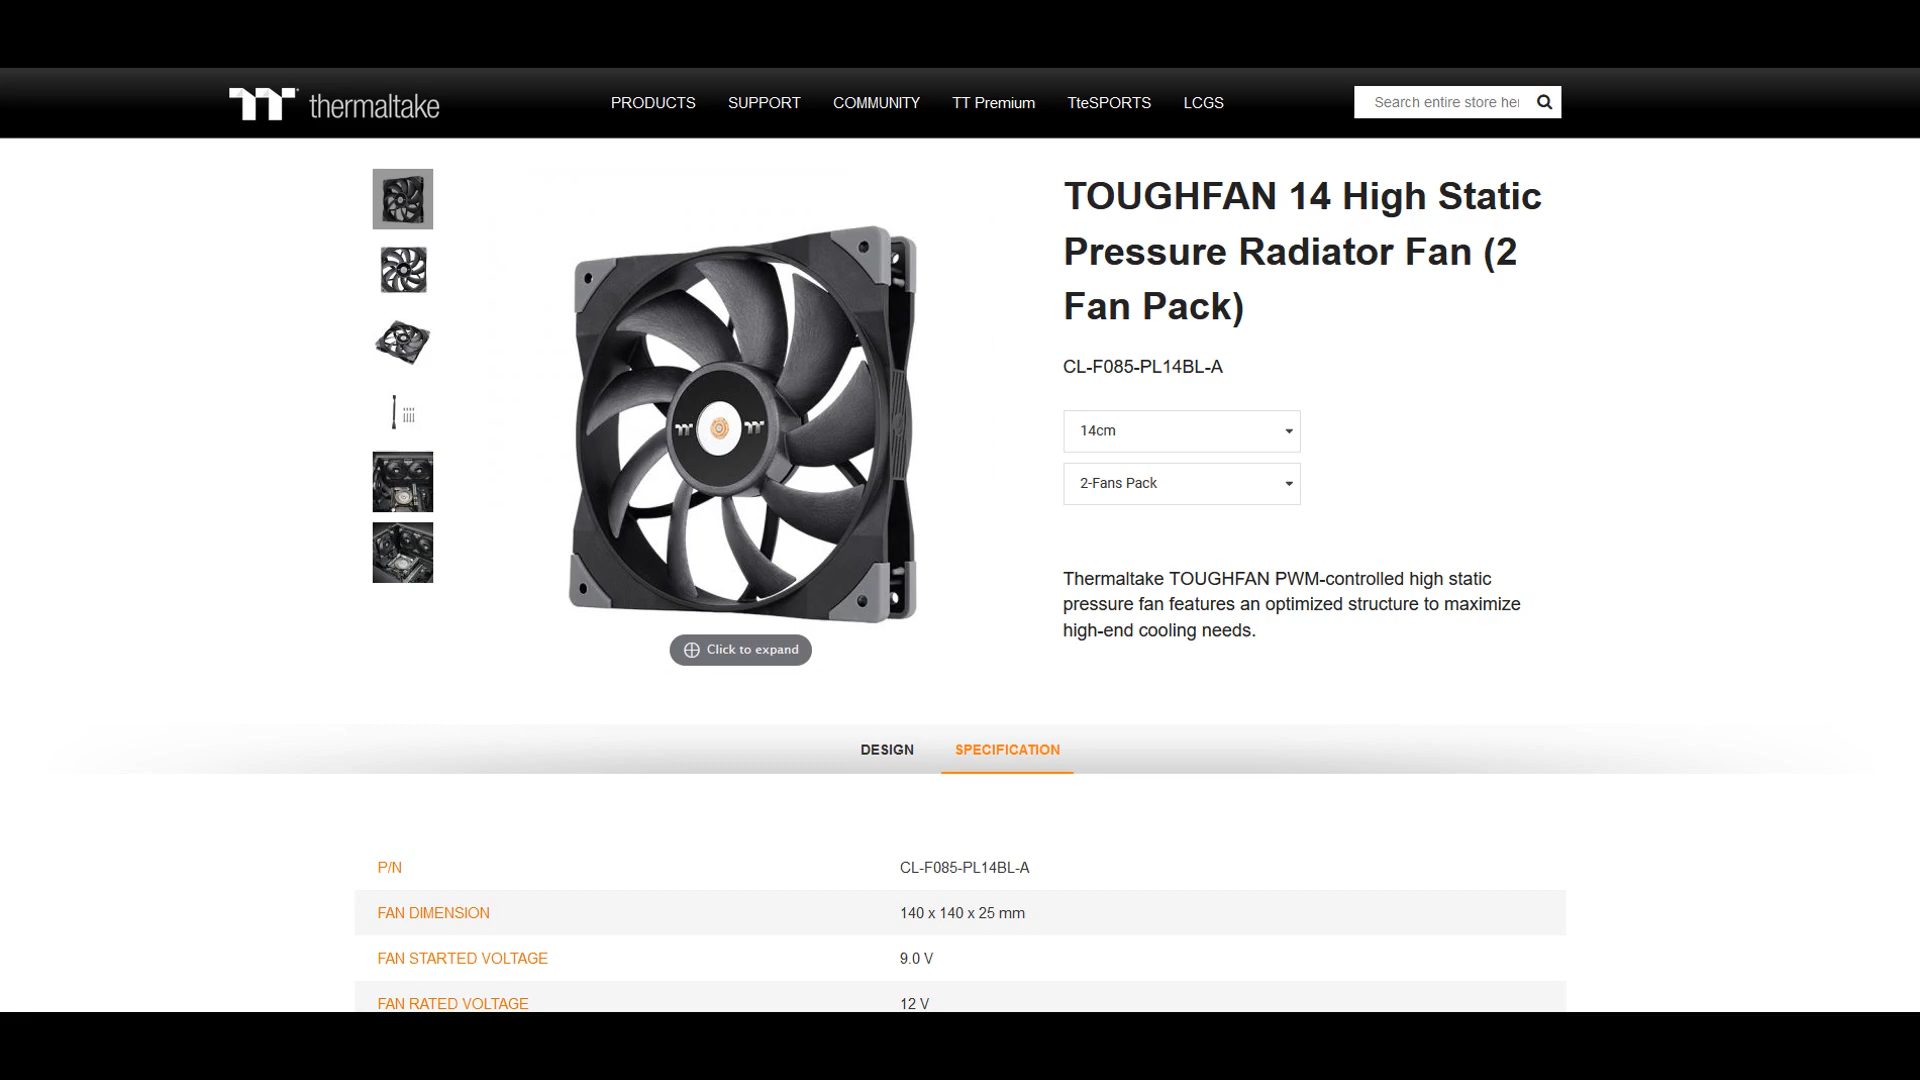 thermaltake
PRODUCTS SUPPORT COMMUNITY TT Premium TteSPORTS LCGS
Search entire store her
TOUGHFAN 14 High Static
Pressure Radiator Fan (2
Fan Pack)
CL-F085-PL14BL-A
14cm
2-Fans Pack
Thermaltake TOUGHFAN PWM-controlled high static
pressure fan features an optimized structure to maximize
high-end cooling needs.
Click to expand
DESIGN SPECIFICATION
P/N CL-F085-PL14BL-A
FAN DIMENSION 140 x 140 x 25 mm
FAN STARTED VOLTAGE 9.0 V
FAN RATED VOLTAGE 12 V